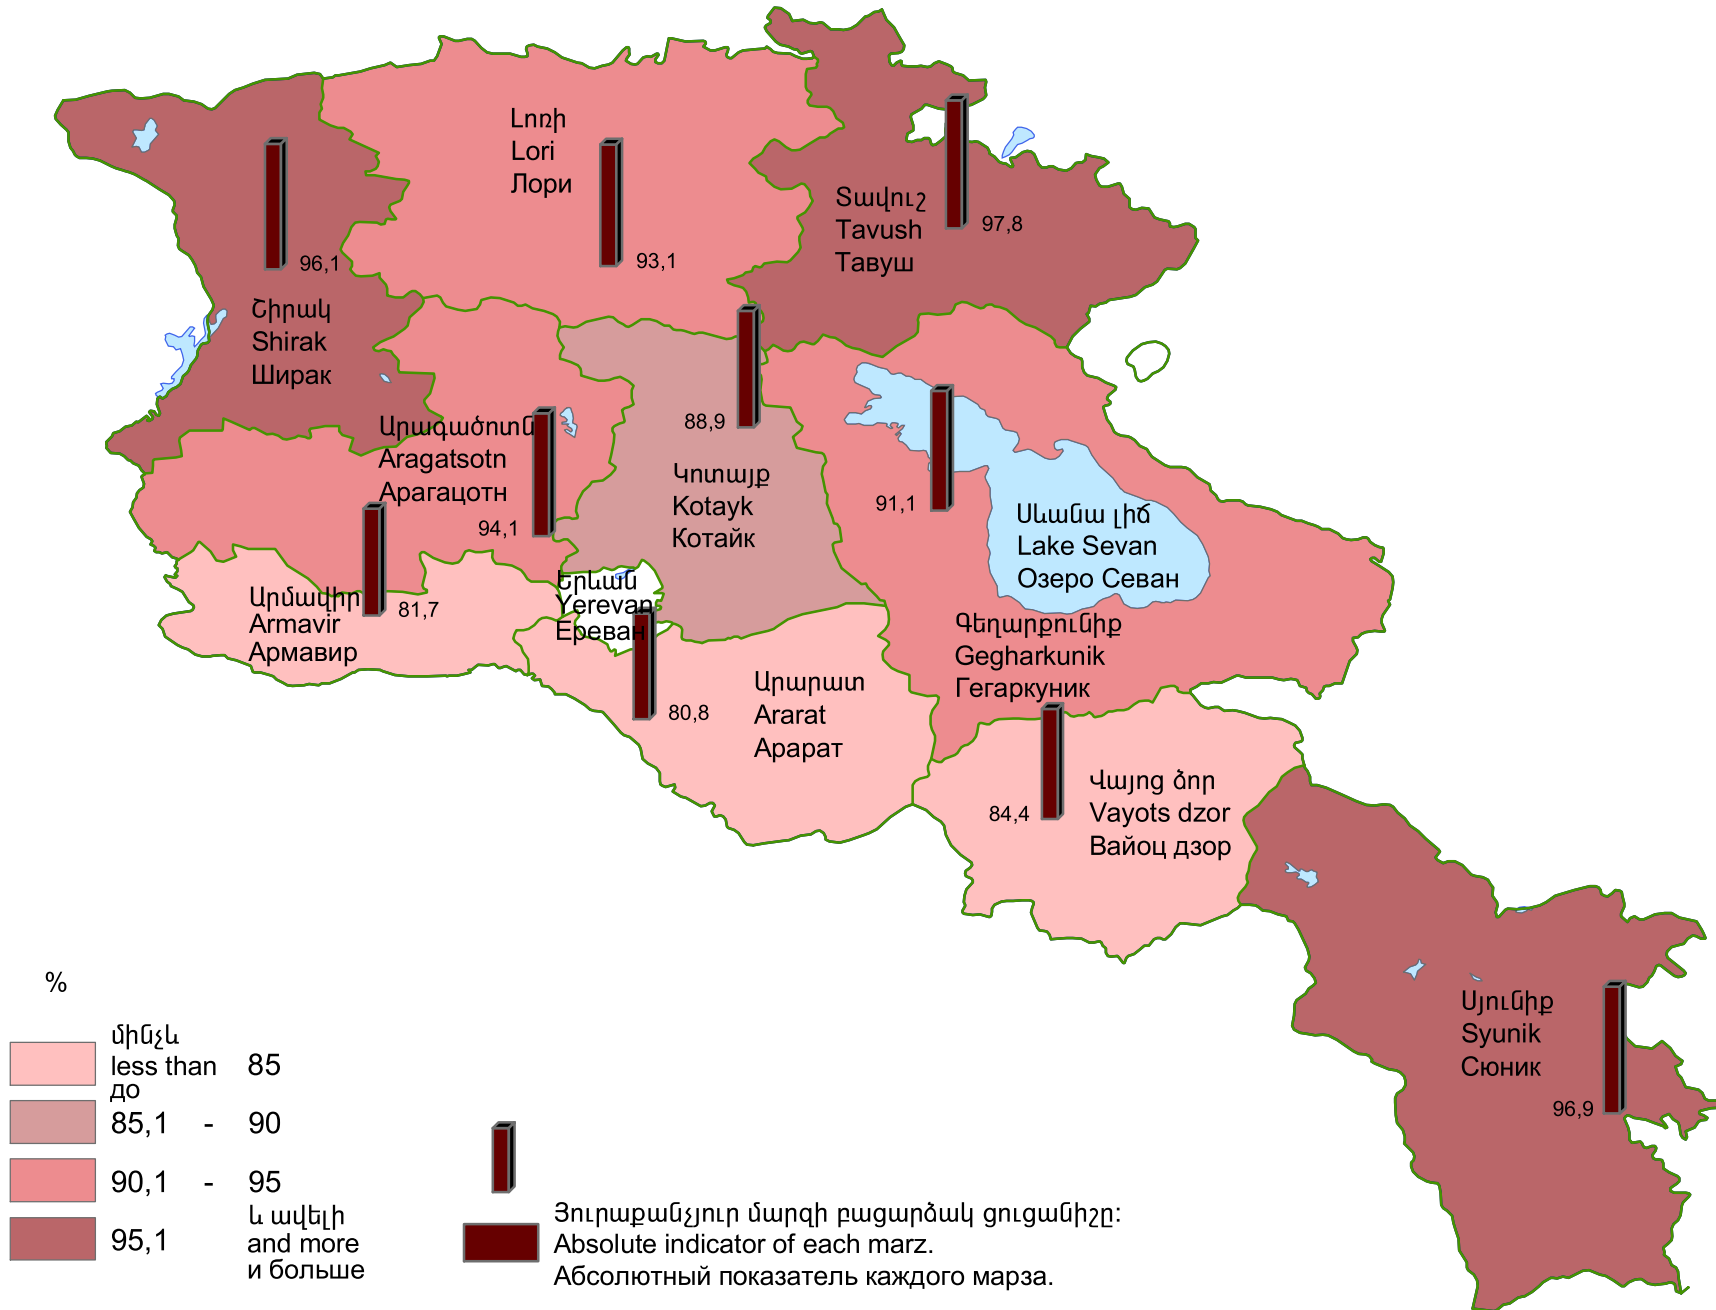 Լոռի
Lori
Лори
93,1
Տավուշ
Tavush
Тавуш
97,8
96,1
Շիրակ
Shirak
Ширак
Արագածոտն
Aragatsotn
Арагацотн
94,1
88,9
Կոտայք
Kotayk
Котайк
91,1
Սևանա լիճ
Lake Sevan
Озеро Севан
Արմավիր
Armavir
Армавир
81,7
Երևան
Yerevan
Ереван
80,8
Արարատ
Ararat
Арарат
Գեղարքունիք
Gegharkunik
Гегаркуник
84,4
Վայոց ձոր
Vayots dzor
Вайоц дзор
Սյունիք
Syunik
Сюник
96,9
%
մինչև
less than 85
до
85,1 - 90
90,1 - 95
95,1
և ավելի
and more
и больше
Յուրաքանչյուր մարզի բացարձակ ցուցանիշը:
Absolute indicator of each marz.
Абсолютный показатель каждого марза.